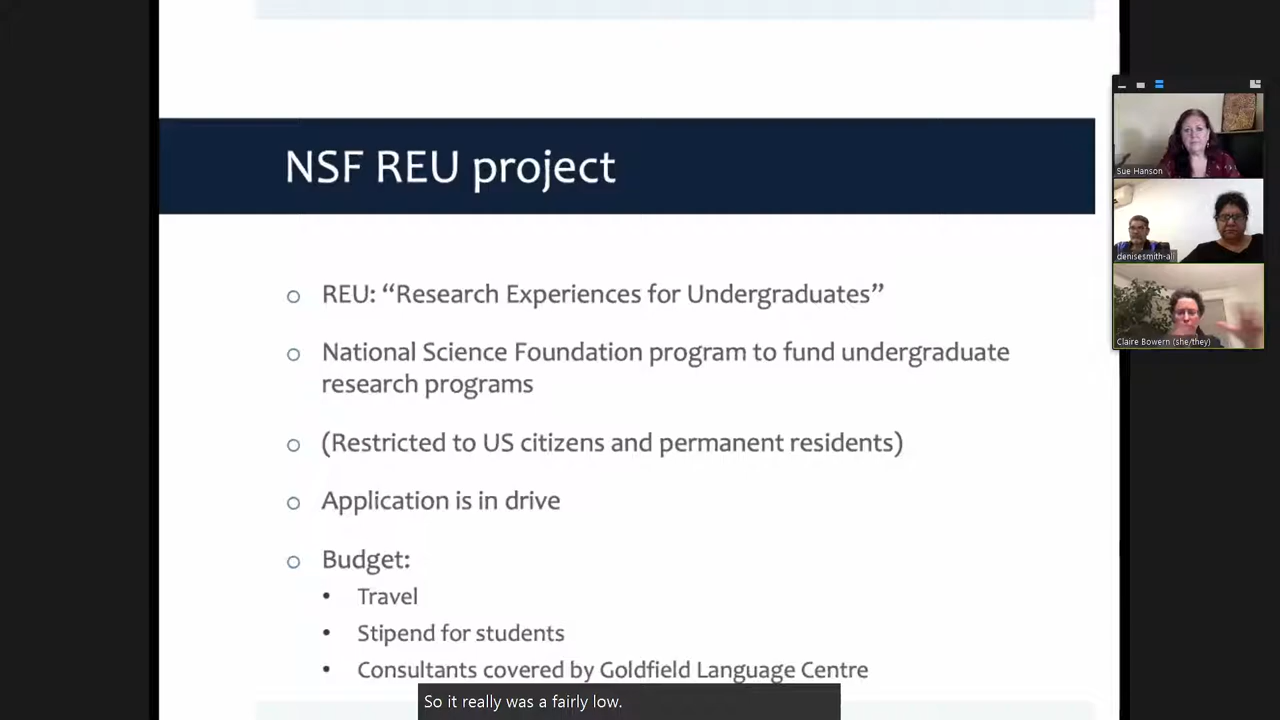 NSF REU project
REU: “Research Experiences for Undergraduates”
National Science Foundation program to fund undergraduate
research programs
(Restricted to US citizens and permanent residents)
Application is in drive
Budget:
Travel
Stipend for students
Consultants covered by Goldfield Language Centre
So it really was a fairly low.
Sue Hanson
denisesmith-ali
Claire Bowern (she/they)